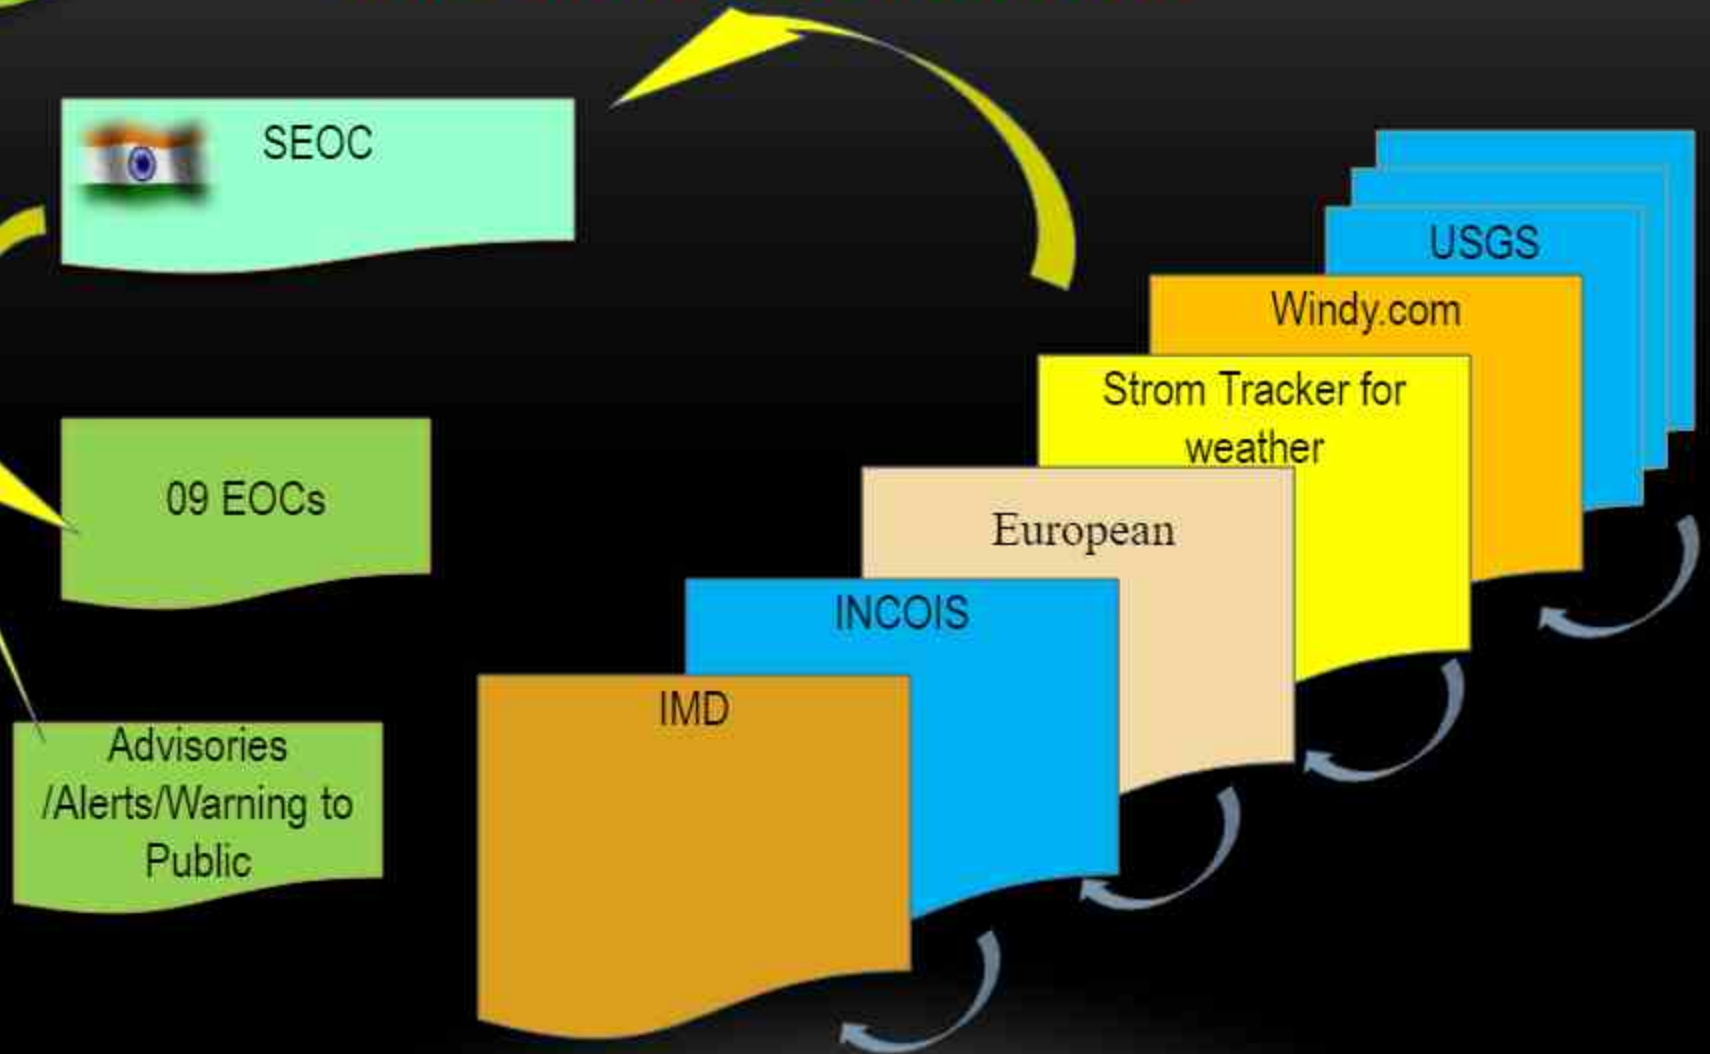 SEOC
USGS
Windy.com
Strom Tracker for
weather
09 EOCs
European
INCOIS
IMD
Advisories
/Alerts/Warning to
Public